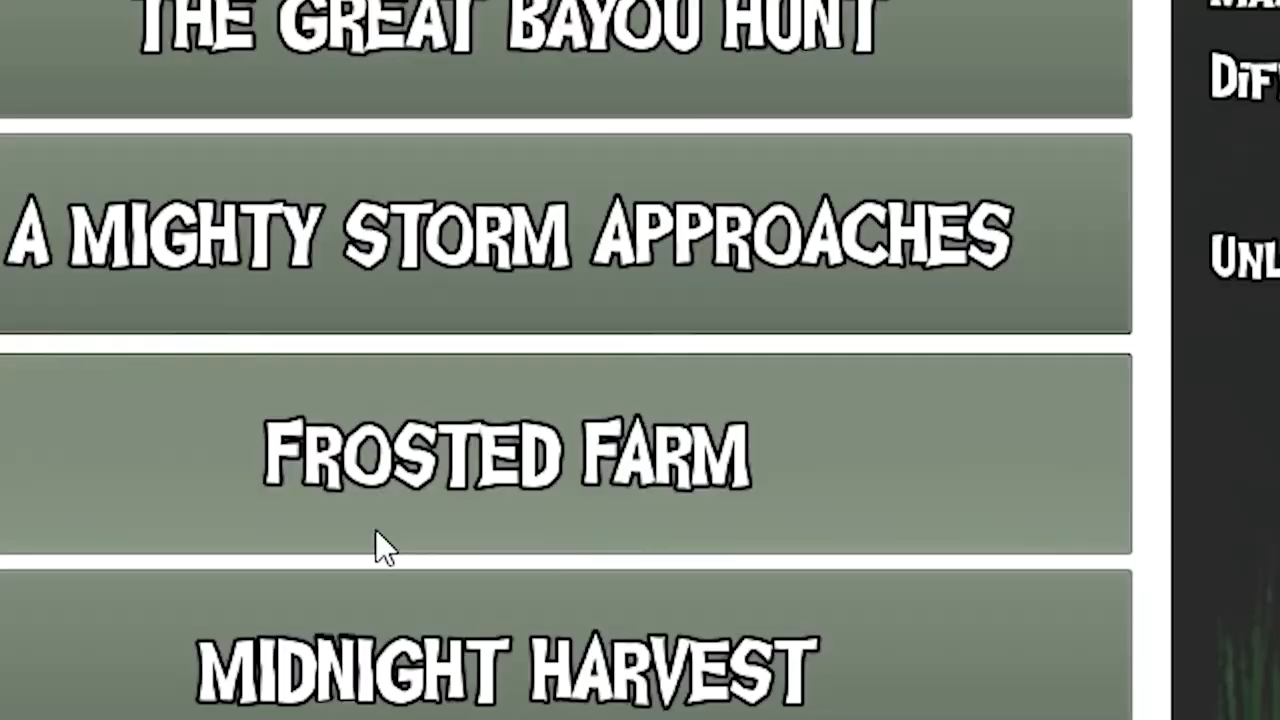 THE GREAT BAYOU HUNT
A MIGHTY STORM APPROACHES
FROSTED FARM
MIDNIGHT HARVEST